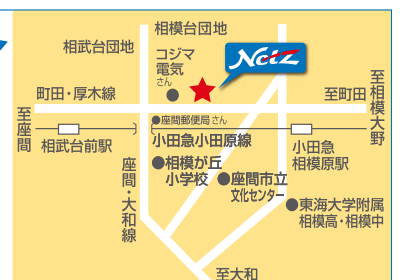 相模台団地
相武台団地
コジマ
電気
さん
Netz
町田・厚木線
至町田
至相模大野
至座間
座間郵便局さん
小田急小田原線
相武台前駅
小田急
相模原駅
相模が丘
小学校
座間市立
文化センター
座間・大和線
東海大学附属
相模高・相模中
至大和